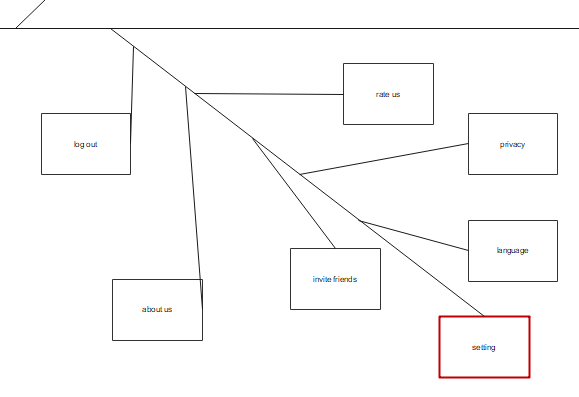 rate us
log out
privacy
language
invite friends
about us
setting